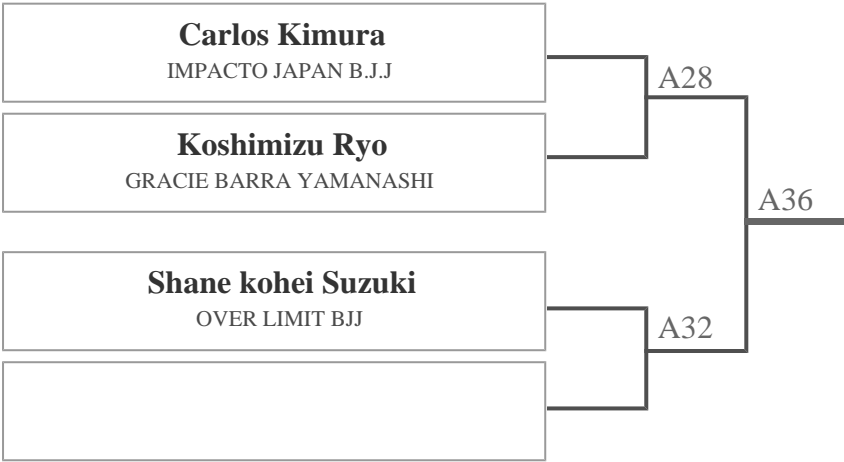 Carlos Kimura
IMPACTO JAPAN B.J.J
A28
Koshimizu Ryo
GRACIE BARRA YAMANASHI
A36
Shane kohei Suzuki
OVER LIMIT BJJ
A32